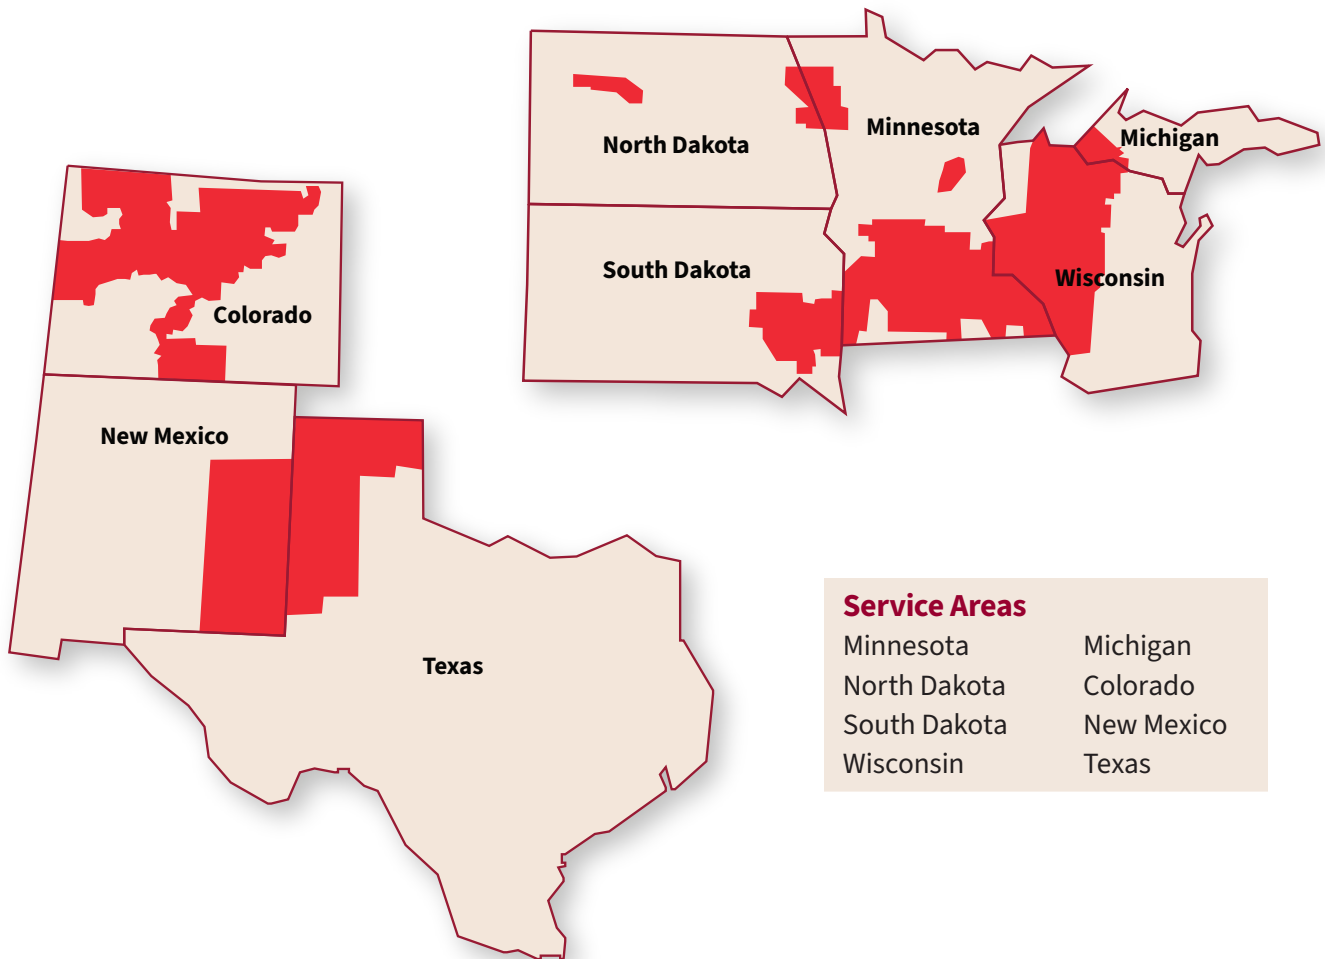 Minnesota
Michigan
North Dakota
South Dakota
Wisconsin
Colorado
New Mexico
Texas
Service Areas
Minnesota
North Dakota
South Dakota
Wisconsin
Michigan
Colorado
New Mexico
Texas